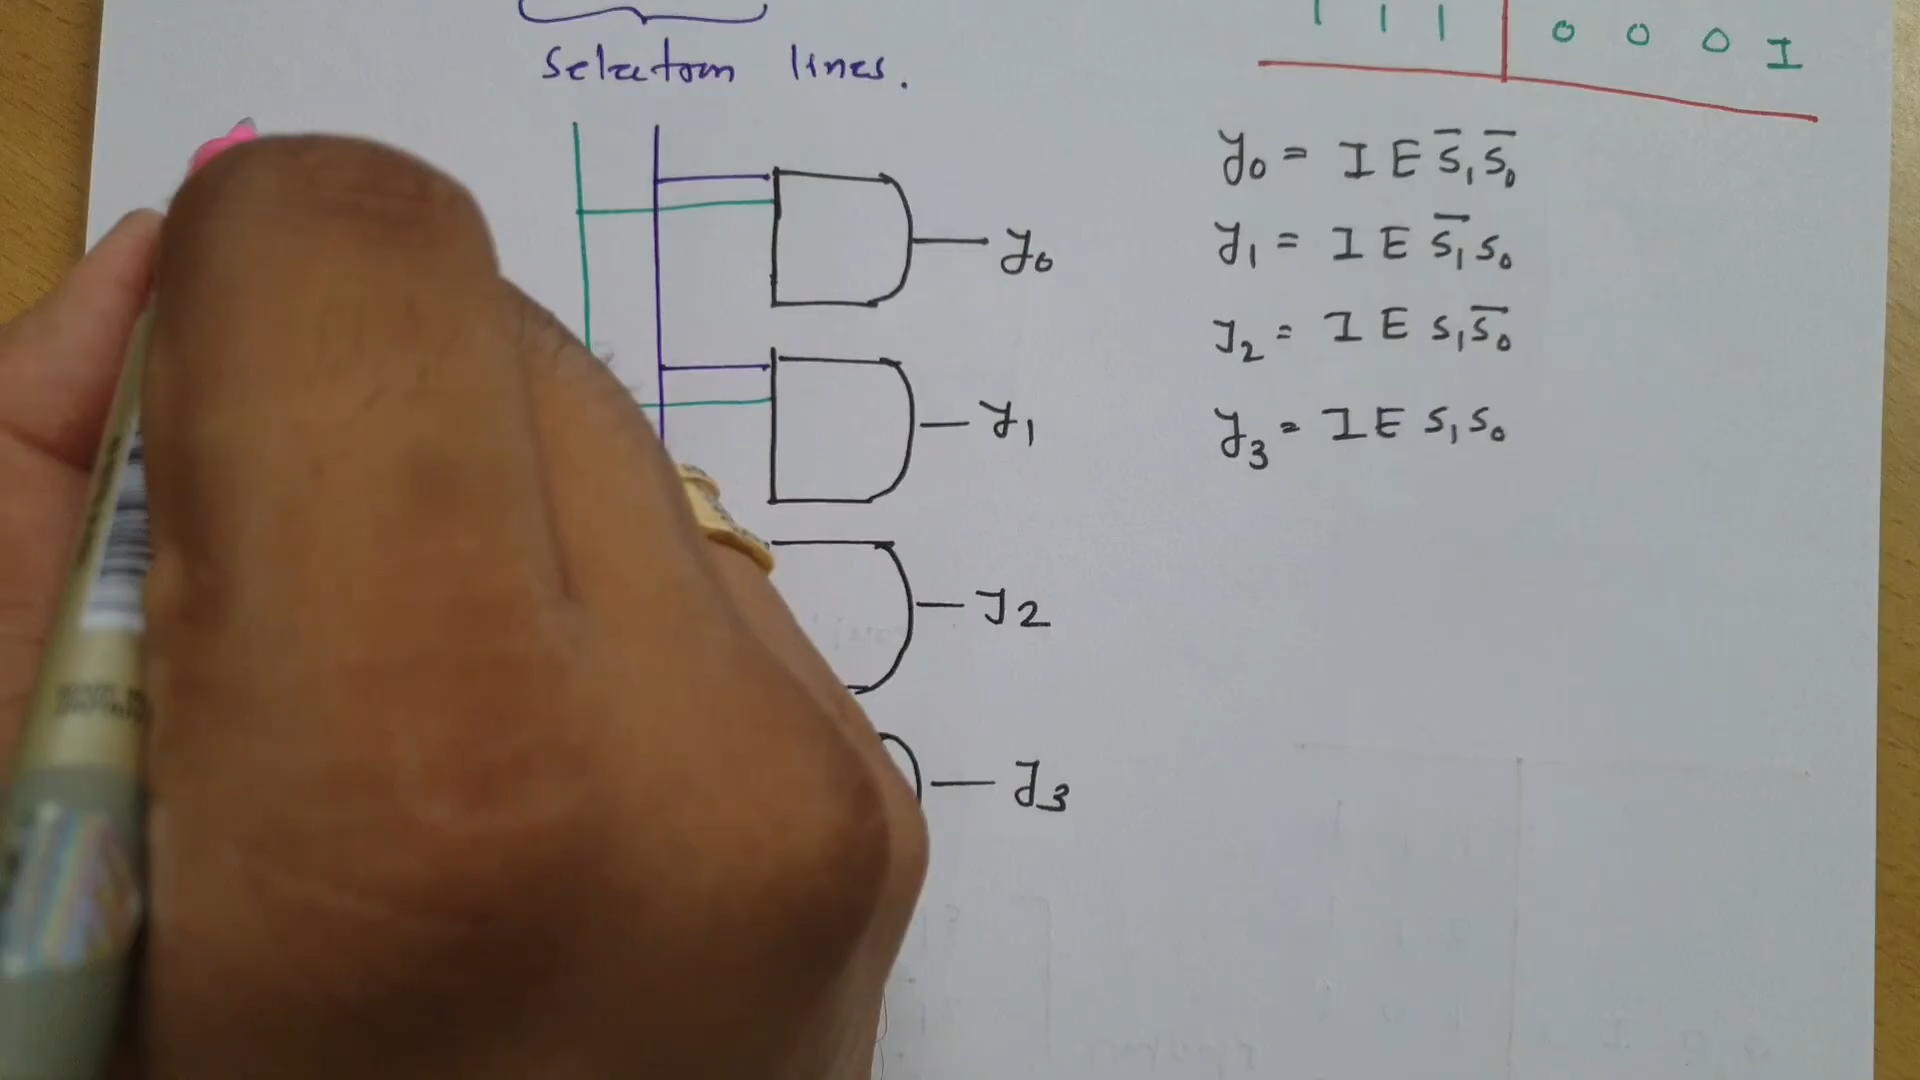 selection lines.
1 1 1 0 0 0 I
y0 = I E S̅1 S̅0
y1 = I E S̅1 S0
y2 = I E S1 S̅0
y3 = I E S1 S0
y0
y1
y2
y3